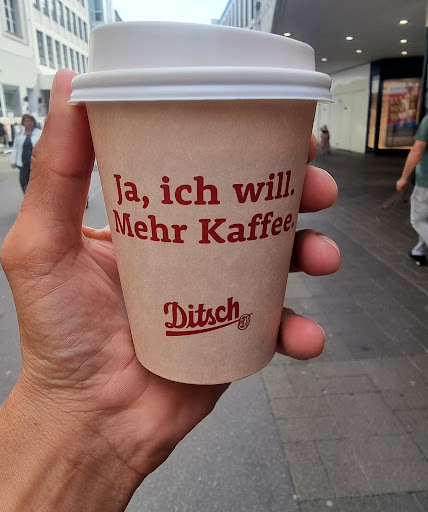 Ja, ich will.
Mehr Kaffee.
Ditsch